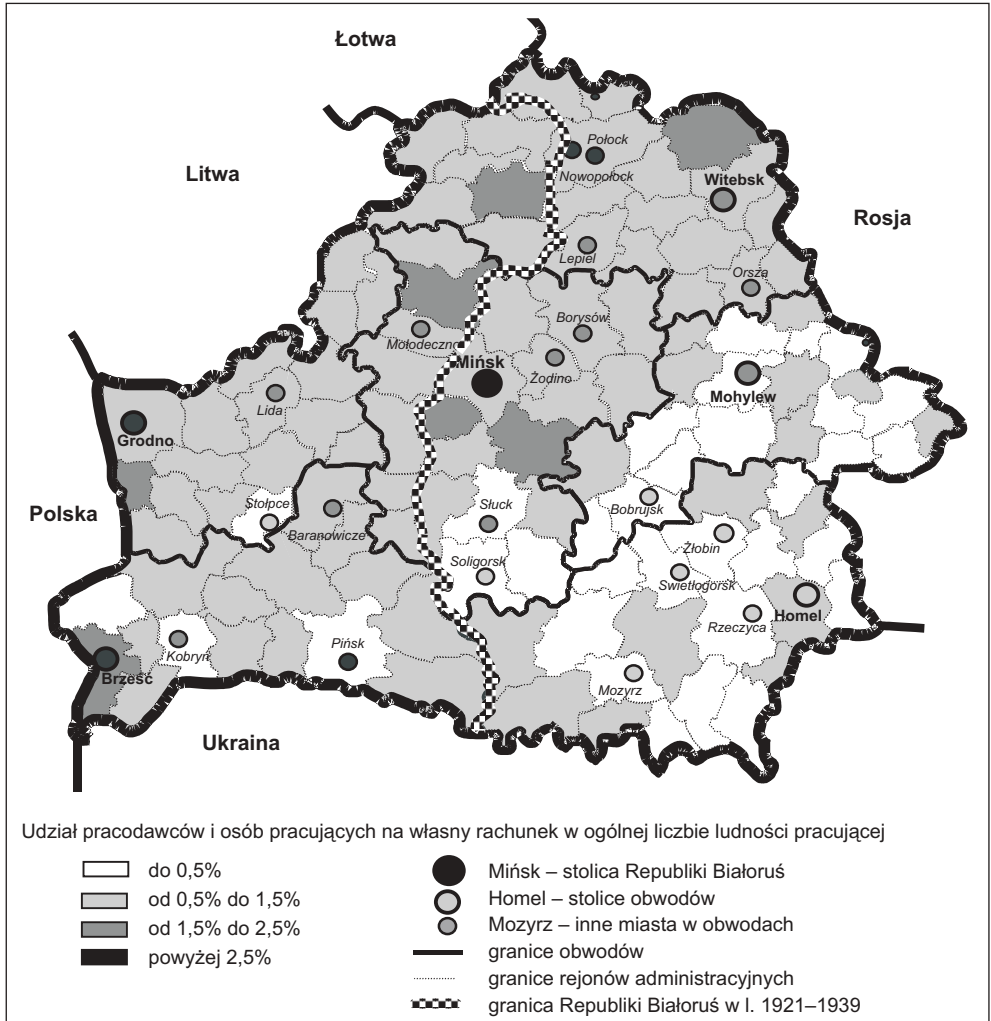 Łotwa
Litwa
Połock
Nowopołock
Witebsk
Rosja
Lepiel
Orsza
Borysów
Mołodeczno
Mińsk
Żodino
Mohylew
Lida
Grodno
Polska
Stołpce
Baranowicze
Słuck
Bobrujsk
Żłobin
Soligorsk
Swietłogorsk
Rzeczyca
Homel
Kobryń
Pińsk
Brześć
Mozyrz
Ukraina
Udział pracodawców i osób pracujących na własny rachunek w ogólnej liczbie ludności pracującej
do 0,5%
od 0,5% do 1,5%
od 1,5% do 2,5%
powyżej 2,5%
Mińsk – stolica Republiki Białoruś
Homel – stolice obwodów
Mozyrz – inne miasta w obwodach
granice obwodów
granice rejonów administracyjnych
granica Republiki Białoruś w l. 1921–1939